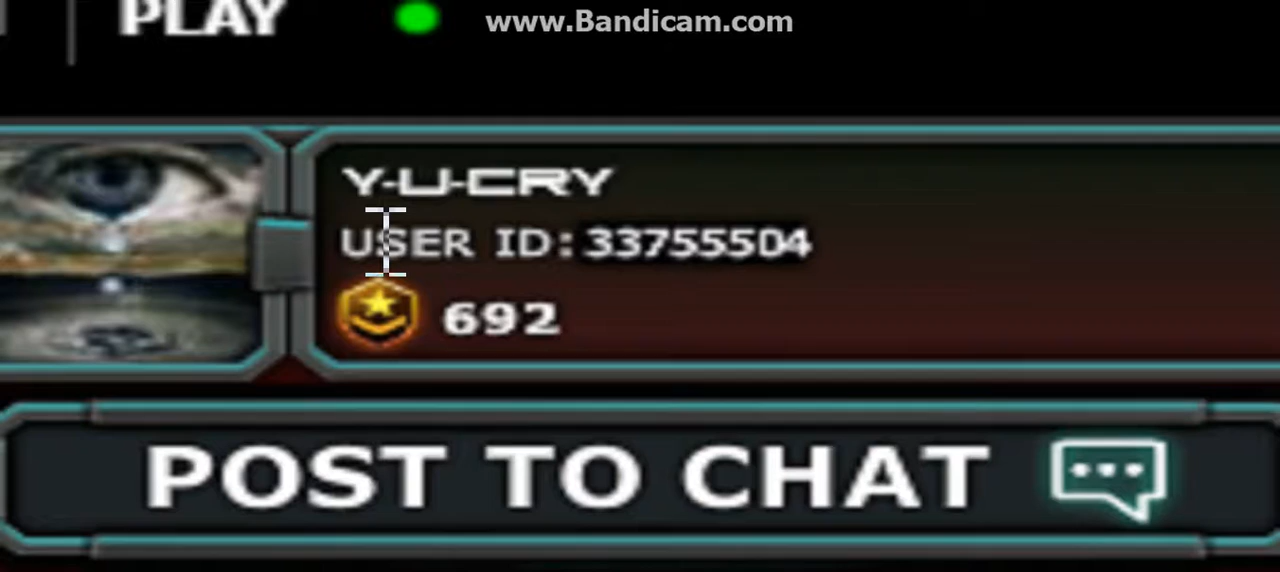 PLAY
www.Bandicam.com
Y-U-CRY
USER ID: 33755504
692
POST TO CHAT